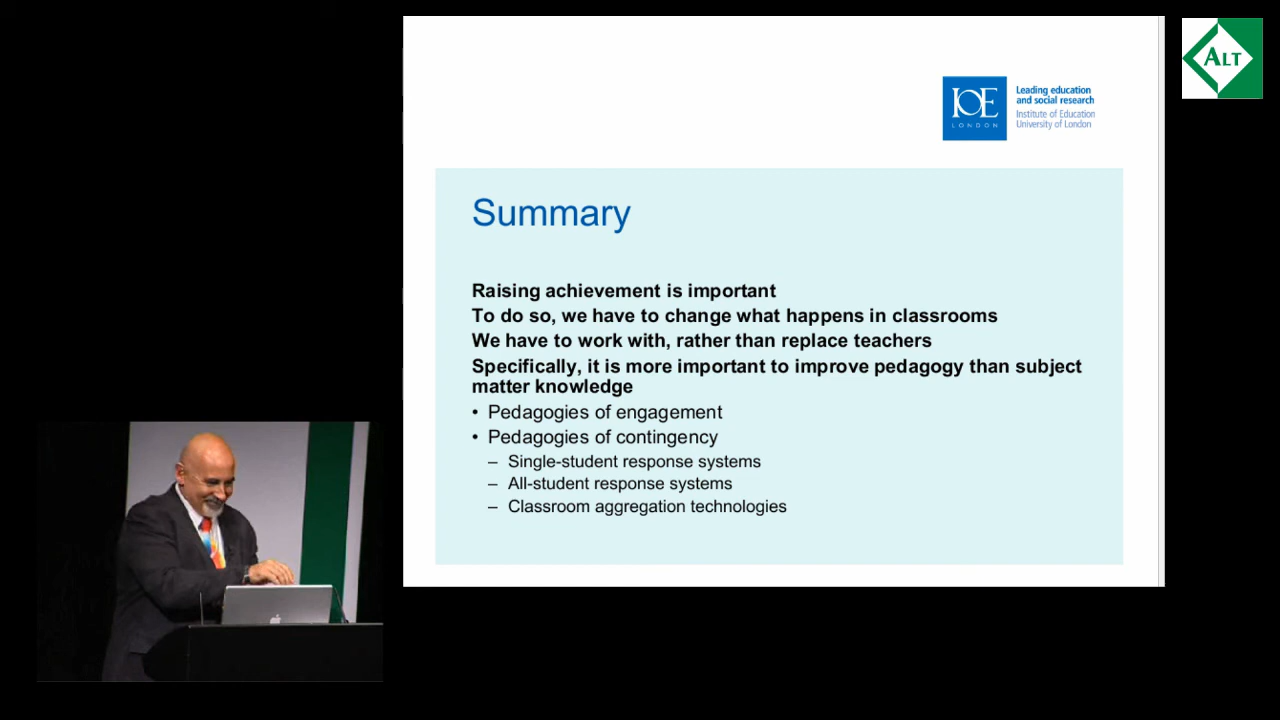 ALT
IOE
LONDON
Leading education
and social research
Institute of Education
University of London
Summary
Raising achievement is important
To do so, we have to change what happens in classrooms
We have to work with, rather than replace teachers
Specifically, it is more important to improve pedagogy than subject
matter knowledge
• Pedagogies of engagement
• Pedagogies of contingency
– Single-student response systems
– All-student response systems
– Classroom aggregation technologies